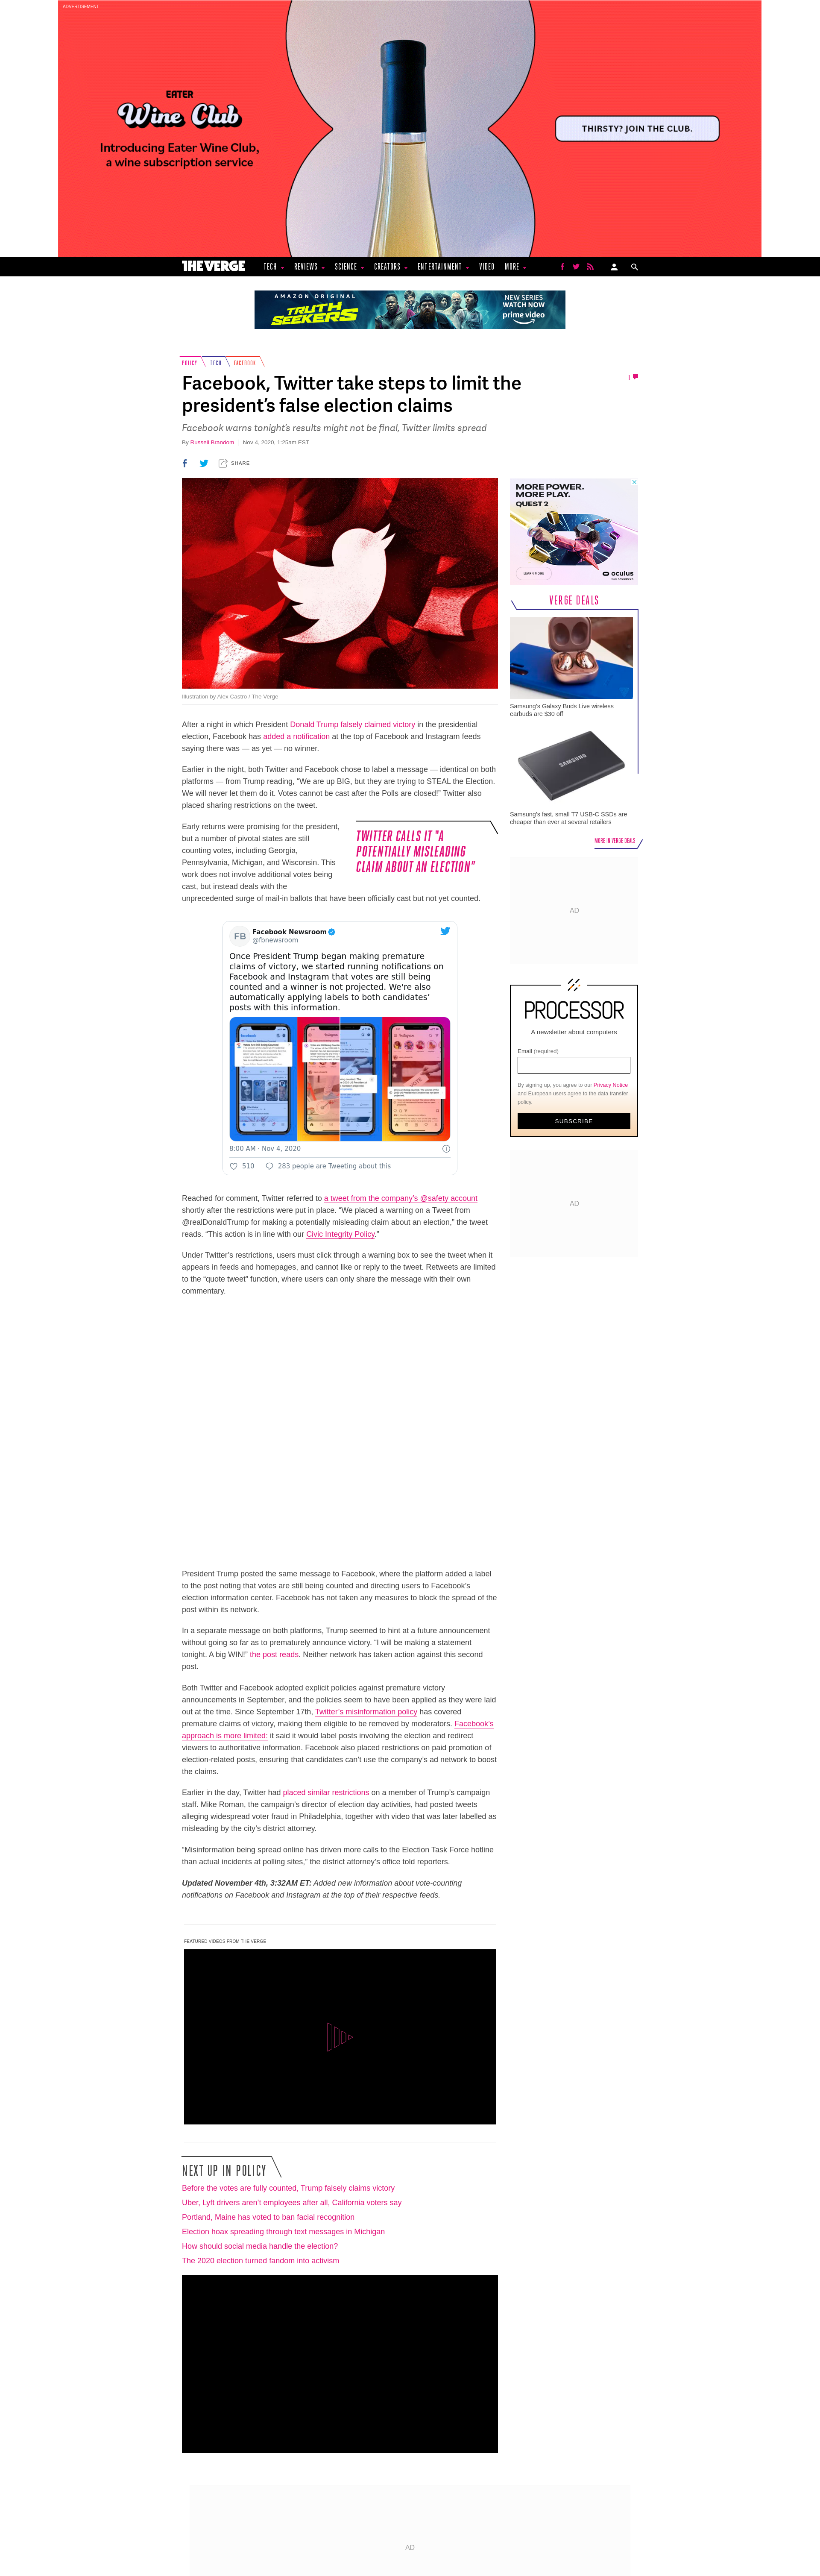 ADVERTISEMENT
EATER
Wine Club
Introducing Eater Wine Club,
a wine subscription service
THIRSTY? JOIN THE CLUB.
THE VERGE
TECH
REVIEWS
SCIENCE
CREATORS
ENTERTAINMENT
VIDEO
MORE
AMAZON ORIGINAL
TRUTH
SEEKERS
NEW SERIES
WATCH NOW
prime video
POLICY
TECH
FACEBOOK
Facebook, Twitter take steps to limit the
president’s false election claims
1
Facebook warns tonight’s results might not be final, Twitter limits spread
By Russell Brandom | Nov 4, 2020, 1:25am EST
SHARE
Illustration by Alex Castro / The Verge
After a night in which President Donald Trump falsely claimed victory in the presidential
election, Facebook has added a notification at the top of Facebook and Instagram feeds
saying there was — as yet — no winner.
Earlier in the night, both Twitter and Facebook chose to label a message — identical on both
platforms — from Trump reading, “We are up BIG, but they are trying to STEAL the Election.
We will never let them do it. Votes cannot be cast after the Polls are closed!” Twitter also
placed sharing restrictions on the tweet.
Early returns were promising for the president,
but a number of pivotal states are still
counting votes, including Georgia,
Pennsylvania, Michigan, and Wisconsin. This
work does not involve additional votes being
cast, but instead deals with the
unprecedented surge of mail-in ballots that have been officially cast but not yet counted.
TWITTER CALLS IT "A
POTENTIALLY MISLEADING
CLAIM ABOUT AN ELECTION"
FB
Facebook Newsroom
@fbnewsroom
Once President Trump began making premature
claims of victory, we started running notifications on
Facebook and Instagram that votes are still being
counted and a winner is not projected. We're also
automatically applying labels to both candidates’
posts with this information.
8:00 AM · Nov 4, 2020
510
283 people are Tweeting about this
Reached for comment, Twitter referred to a tweet from the company’s @safety account
shortly after the restrictions were put in place. “We placed a warning on a Tweet from
@realDonaldTrump for making a potentially misleading claim about an election,” the tweet
reads. “This action is in line with our Civic Integrity Policy.”
Under Twitter’s restrictions, users must click through a warning box to see the tweet when it
appears in feeds and homepages, and cannot like or reply to the tweet. Retweets are limited
to the “quote tweet” function, where users can only share the message with their own
commentary.
President Trump posted the same message to Facebook, where the platform added a label
to the post noting that votes are still being counted and directing users to Facebook’s
election information center. Facebook has not taken any measures to block the spread of the
post within its network.
In a separate message on both platforms, Trump seemed to hint at a future announcement
without going so far as to prematurely announce victory. “I will be making a statement
tonight. A big WIN!” the post reads. Neither network has taken action against this second
post.
Both Twitter and Facebook adopted explicit policies against premature victory
announcements in September, and the policies seem to have been applied as they were laid
out at the time. Since September 17th, Twitter’s misinformation policy has covered
premature claims of victory, making them eligible to be removed by moderators. Facebook’s
approach is more limited: it said it would label posts involving the election and redirect
viewers to authoritative information. Facebook also placed restrictions on paid promotion of
election-related posts, ensuring that candidates can’t use the company’s ad network to boost
the claims.
Earlier in the day, Twitter had placed similar restrictions on a member of Trump’s campaign
staff. Mike Roman, the campaign’s director of election day activities, had posted tweets
alleging widespread voter fraud in Philadelphia, together with video that was later labelled as
misleading by the city’s district attorney.
“Misinformation being spread online has driven more calls to the Election Task Force hotline
than actual incidents at polling sites,” the district attorney’s office told reporters.
Updated November 4th, 3:32AM ET: Added new information about vote-counting
notifications on Facebook and Instagram at the top of their respective feeds.
FEATURED VIDEOS FROM THE VERGE
NEXT UP IN POLICY
Before the votes are fully counted, Trump falsely claims victory
Uber, Lyft drivers aren’t employees after all, California voters say
Portland, Maine has voted to ban facial recognition
Election hoax spreading through text messages in Michigan
How should social media handle the election?
The 2020 election turned fandom into activism
MORE POWER.
MORE PLAY.
QUEST 2
LEARN MORE
oculus
from FACEBOOK
VERGE DEALS
Samsung's Galaxy Buds Live wireless
earbuds are $30 off
SAMSUNG
Samsung's fast, small T7 USB-C SSDs are
cheaper than ever at several retailers
MORE IN VERGE DEALS
AD
PROCESSOR
A newsletter about computers
Email (required)
By signing up, you agree to our Privacy Notice
and European users agree to the data transfer
policy.
SUBSCRIBE
AD
AD